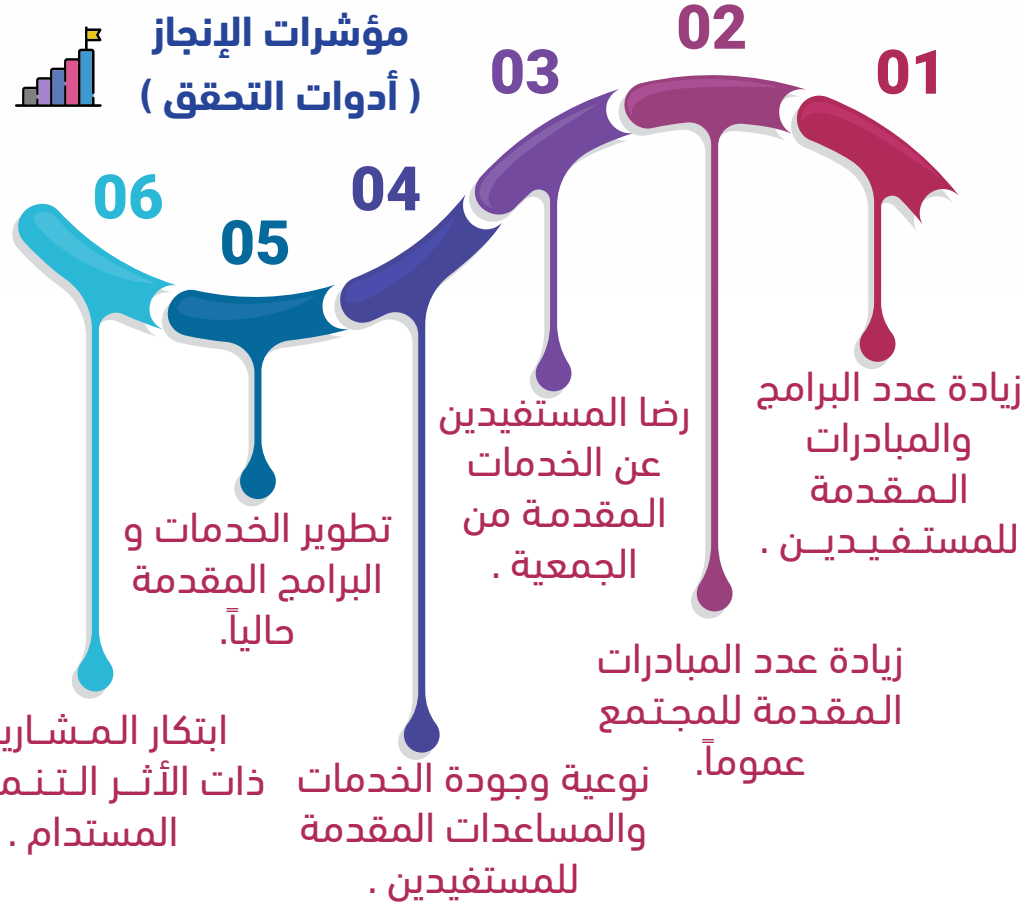 مؤشرات الإنجاز
( أدوات التحقق )
01
زيادة عدد البرامج
والمبادرات
المقدمة
للمستفيدين .
02
زيادة عدد المبادرات
المقدمة للمجتمع
عموماً.
03
رضا المستفيدين
عن الخدمات
المقدمة من
الجمعية .
04
نوعية وجودة الخدمات
والمساعدات المقدمة
للمستفيدين .
05
تطوير الخدمات و
البرامج المقدمة
حالياً.
06
ابتكار
ذات الأثر
المستدام .